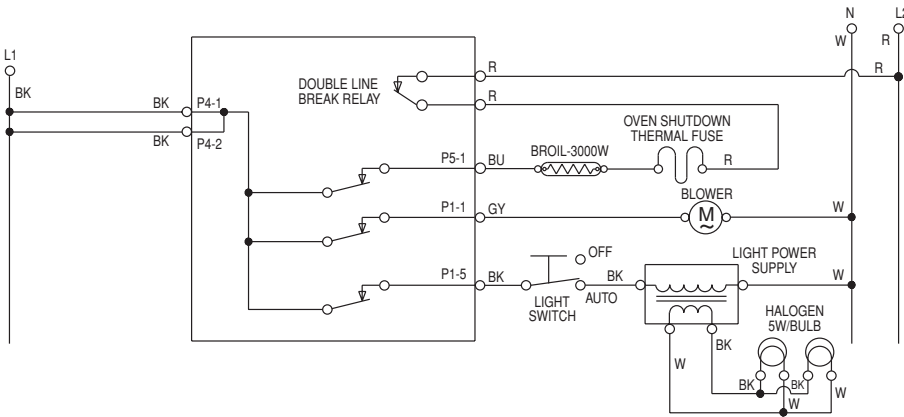 L1
BK
BK
P4-1
BK
P4-2
DOUBLE LINE
BREAK RELAY
R
R
OVEN SHUTDOWN
THERMAL FUSE
N
W
L2
R
R
P5-1
BU
BROIL-3000W
R
P1-1
GY
BLOWER
M
~
W
P1-5
BK
OFF
LIGHT
SWITCH
AUTO
BK
LIGHT POWER
SUPPLY
W
HALOGEN
5W/BULB
W
BK
BK
BK
W
W